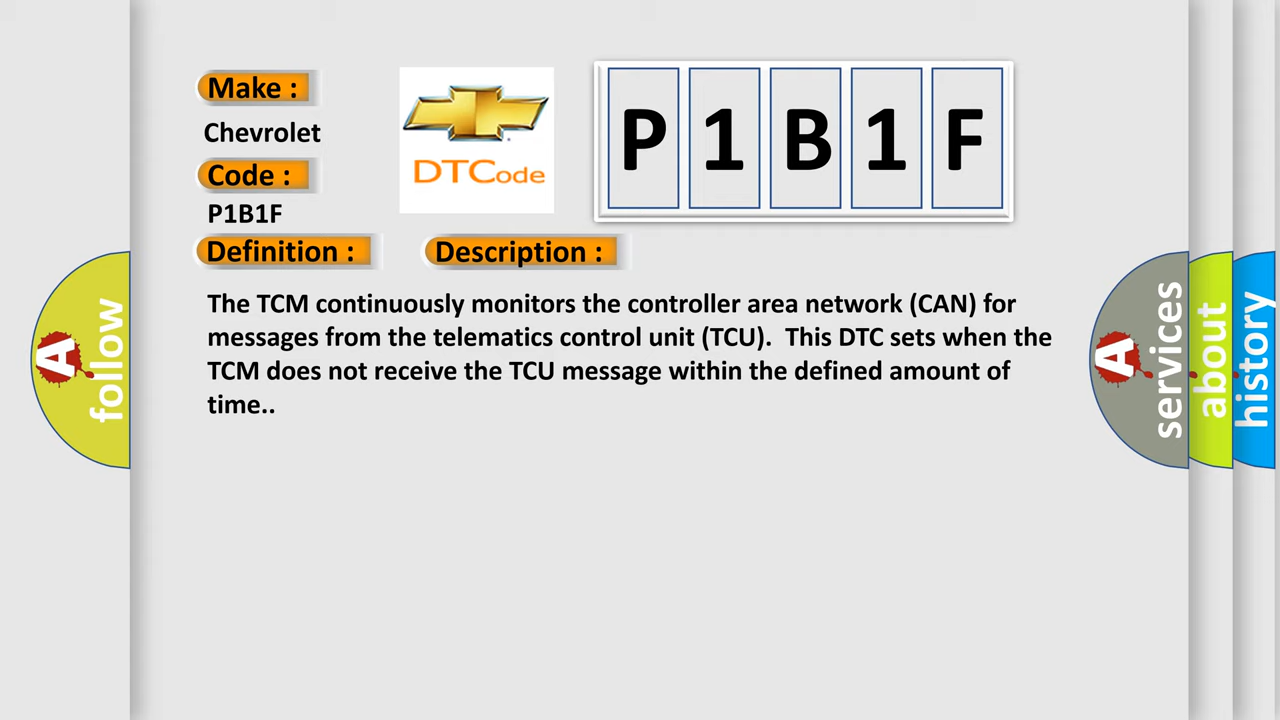 Make :
Chevrolet
Code :
P1B1F
DTCode
P 1 B 1 F
Definition :
Description :
The TCM continuously monitors the controller area network (CAN) for
messages from the telematics control unit (TCU)  This DTC sets when the
TCM does not receive the TCU message within the defined amount of
time..
A
follow
A
services
about
history